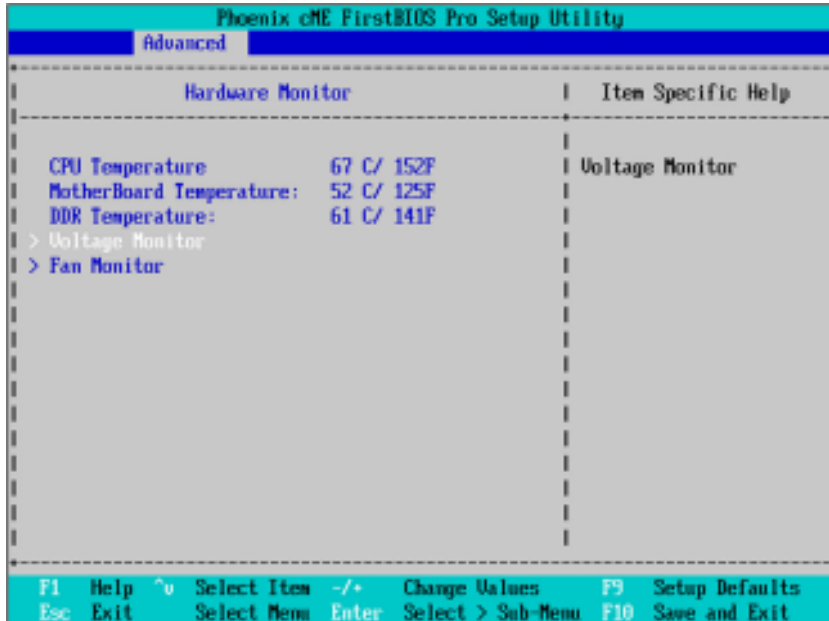 Phoenix cME FirstBIOS Pro Setup Utility
Advanced
Hardware Monitor
Item Specific Help
CPU Temperature 67 C/ 152F
MotherBoard Temperature: 52 C/ 125F
DDR Temperature: 61 C/ 141F
> Voltage Monitor
> Fan Monitor
Voltage Monitor
F1 Help ^v Select Item -/+ Change Values F9 Setup Defaults
Esc Exit Select Menu Enter Select > Sub-Menu F10 Save and Exit